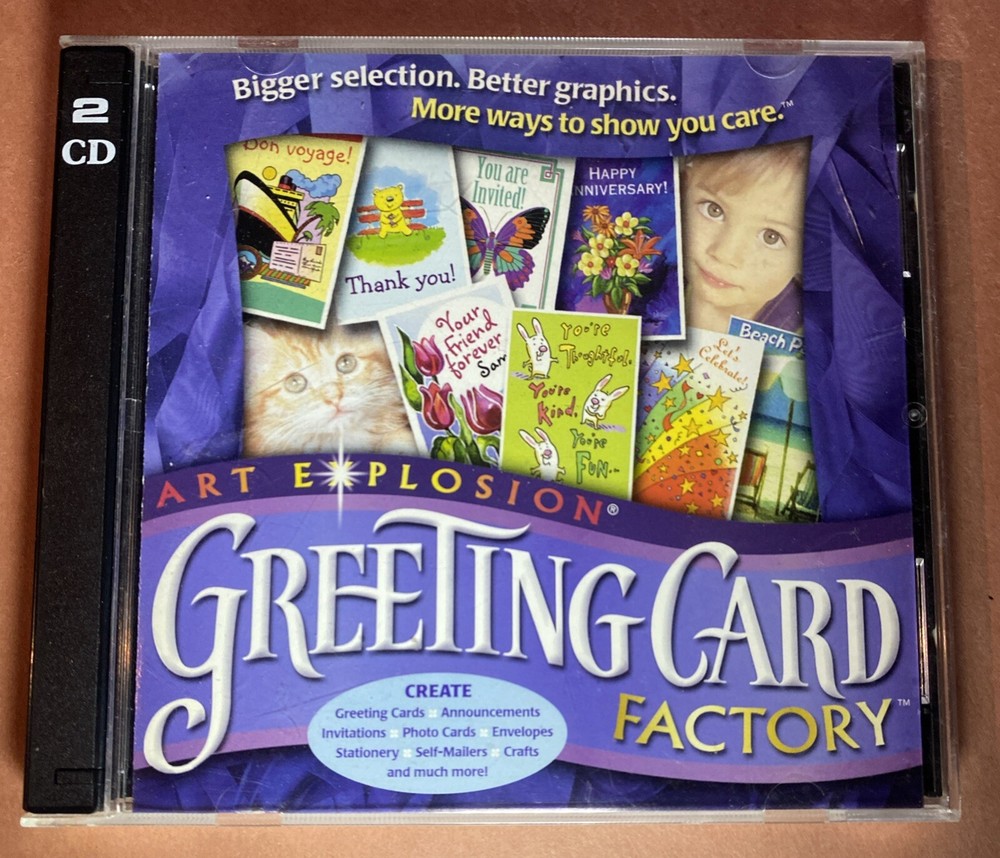 2
CD
Bigger selection. Better graphics.
More ways to show you care.™
Bon voyage!
Thank you!
You are
Invited!
HAPPY
NNIVERSARY!
Your
Friend
forever
Sam
You're
Thoughtful,
You're
Kind,
You're
FUN...
Let's
Celebrate!
Beach P
ART EXPLOSION®
GREETING CARD
FACTORY™
CREATE
Greeting Cards Announcements
Invitations Photo Cards Envelopes
Stationery Self-Mailers Crafts
and much more!